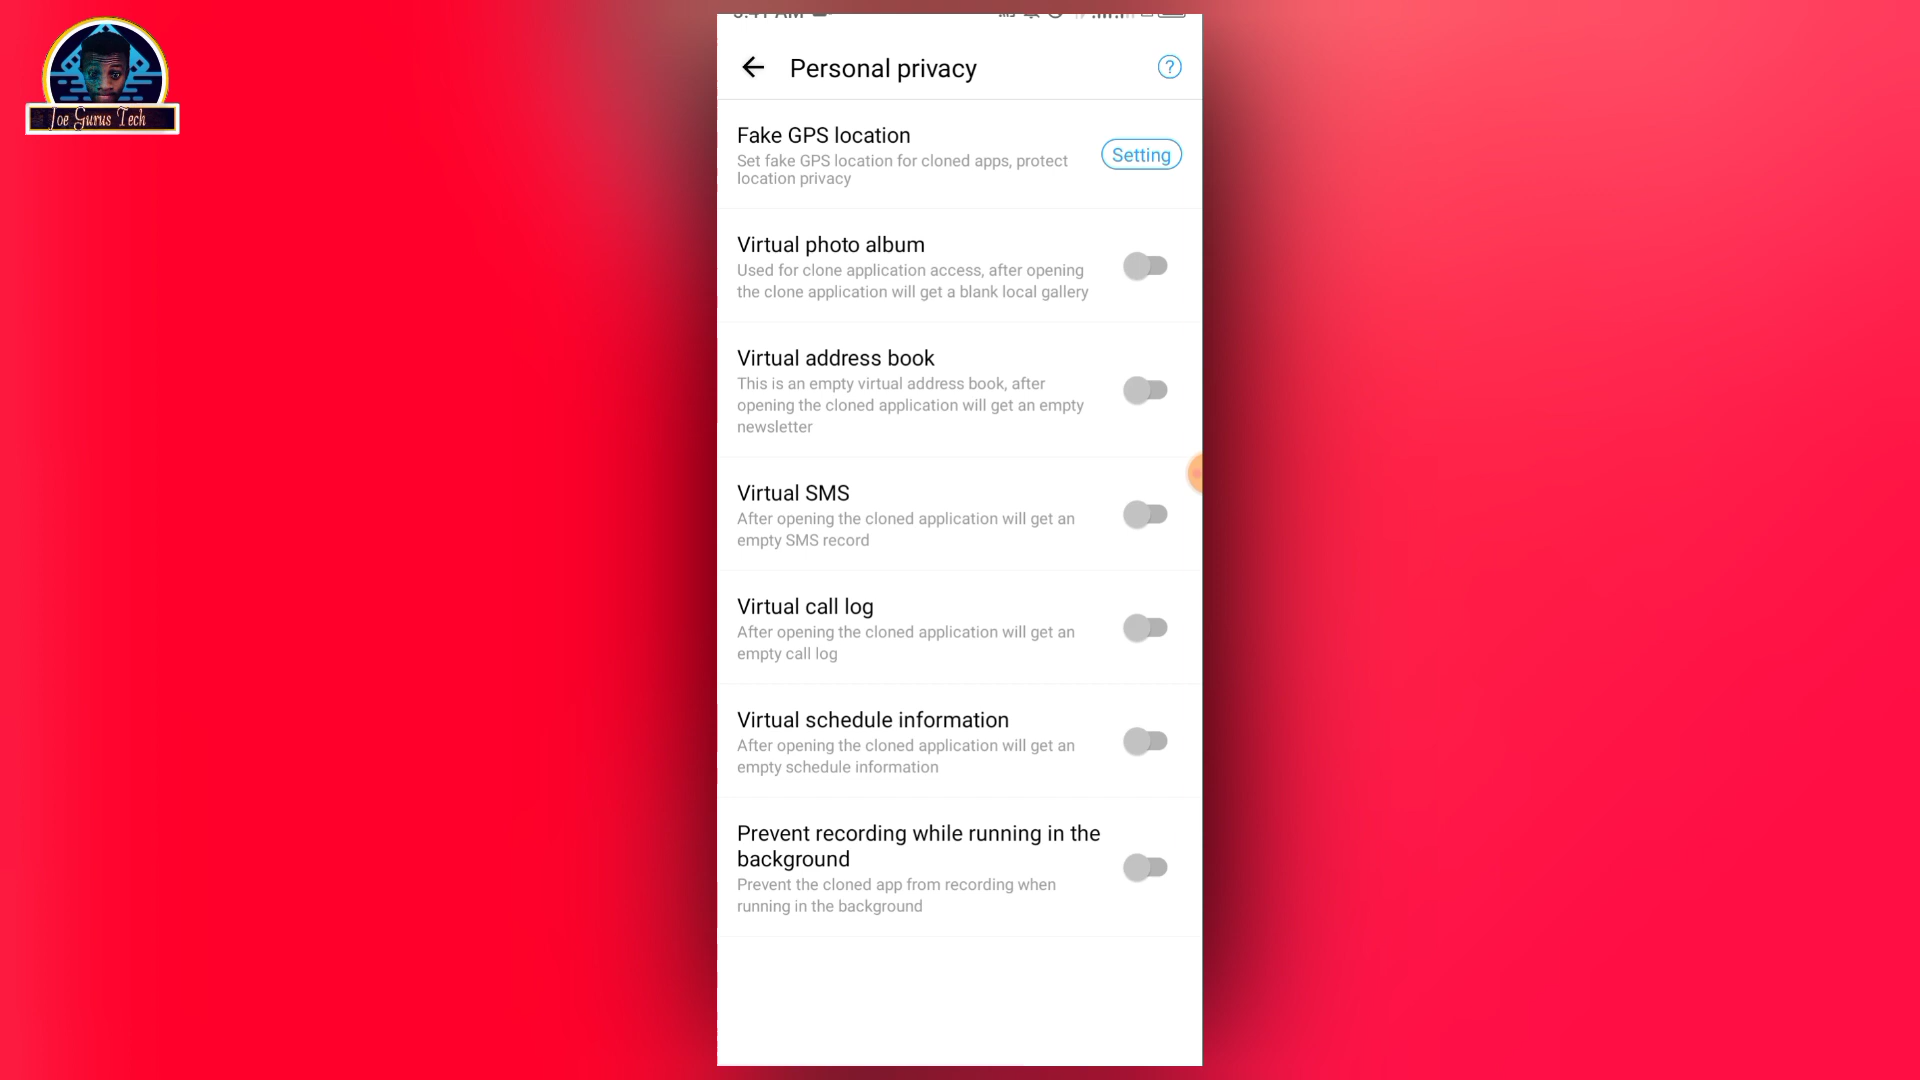 Joe Gurus Tech
Personal privacy
?
Fake GPS location
Set fake GPS location for cloned apps, protect
location privacy
Setting
Virtual photo album
Used for clone application access, after opening
the clone application will get a blank local gallery
Virtual address book
This is an empty virtual address book, after
opening the cloned application will get an empty
newsletter
Virtual SMS
After opening the cloned application will get an
empty SMS record
Virtual call log
After opening the cloned application will get an
empty call log
Virtual schedule information
After opening the cloned application will get an
empty schedule information
Prevent recording while running in the
background
Prevent the cloned app from recording when
running in the background